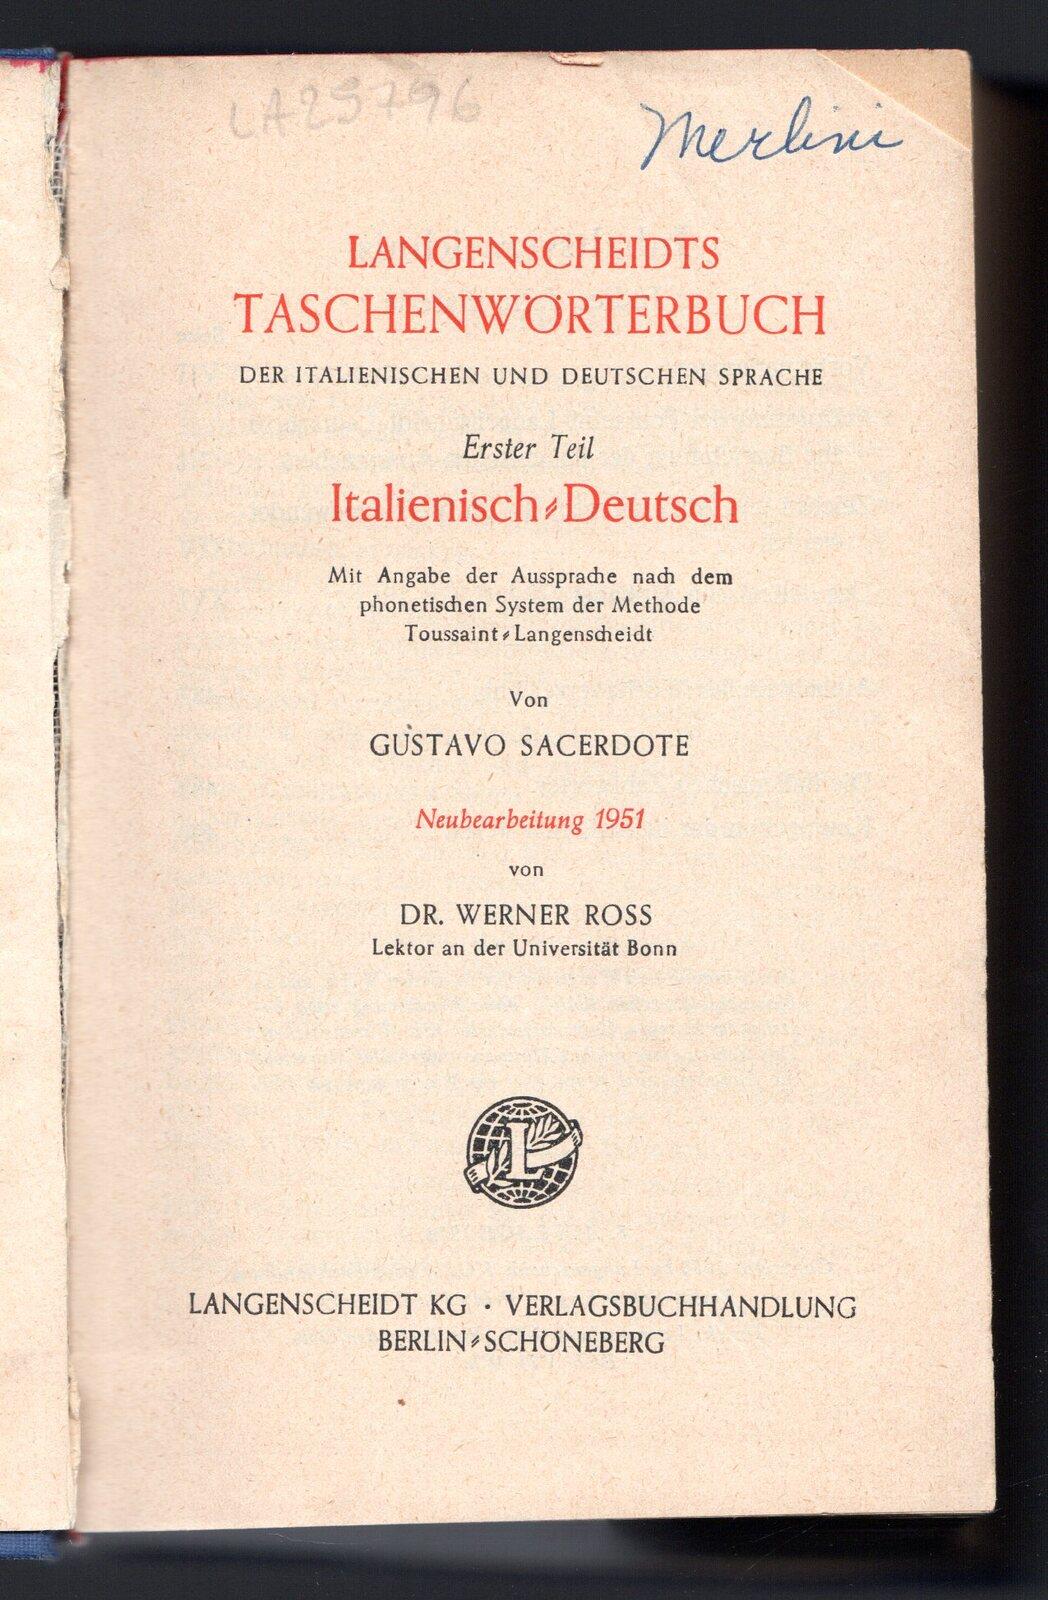 LA29796
Merlini
LANGENSCHEIDTS
TASCHENWÖRTERBUCH
DER ITALIENISCHEN UND DEUTSCHEN SPRACHE
Erster Teil
Italienisch-Deutsch
Mit Angabe der Aussprache nach dem
phonetischen System der Methode
Toussaint-Langenscheidt
Von
GUSTAVO SACERDOTE
Neubearbeitung 1951
von
DR. WERNER ROSS
Lektor an der Universität Bonn
L
LANGENSCHEIDT KG · VERLAGSBUCHHANDLUNG
BERLIN-SCHÖNEBERG